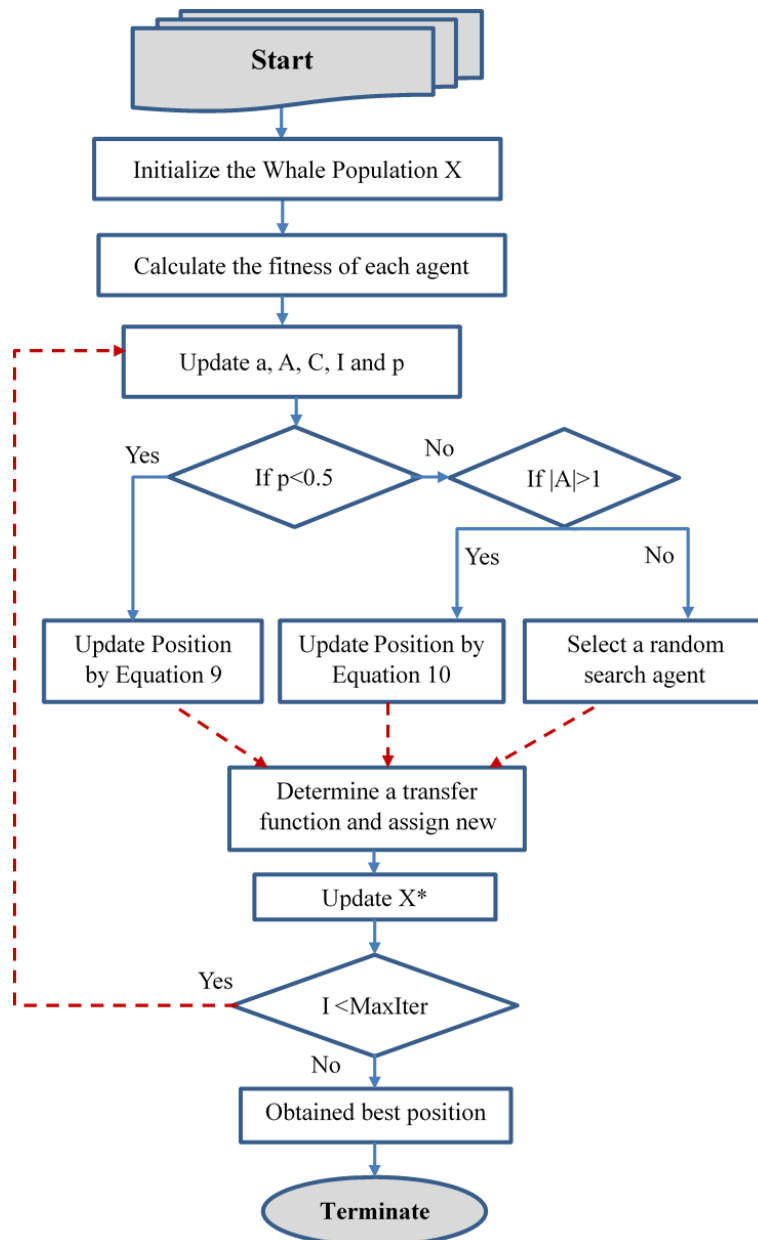 Start
Initialize the Whale Population X
Calculate the fitness of each agent
Update a, A, C, I and p
Yes
If p<0.5
No
If |A|>1
Yes
No
Update Position
by Equation 9
Update Position by
Equation 10
Select a random
search agent
Determine a transfer
function and assign new
Update X*
Yes
I <MaxIter
No
Obtained best position
Terminate